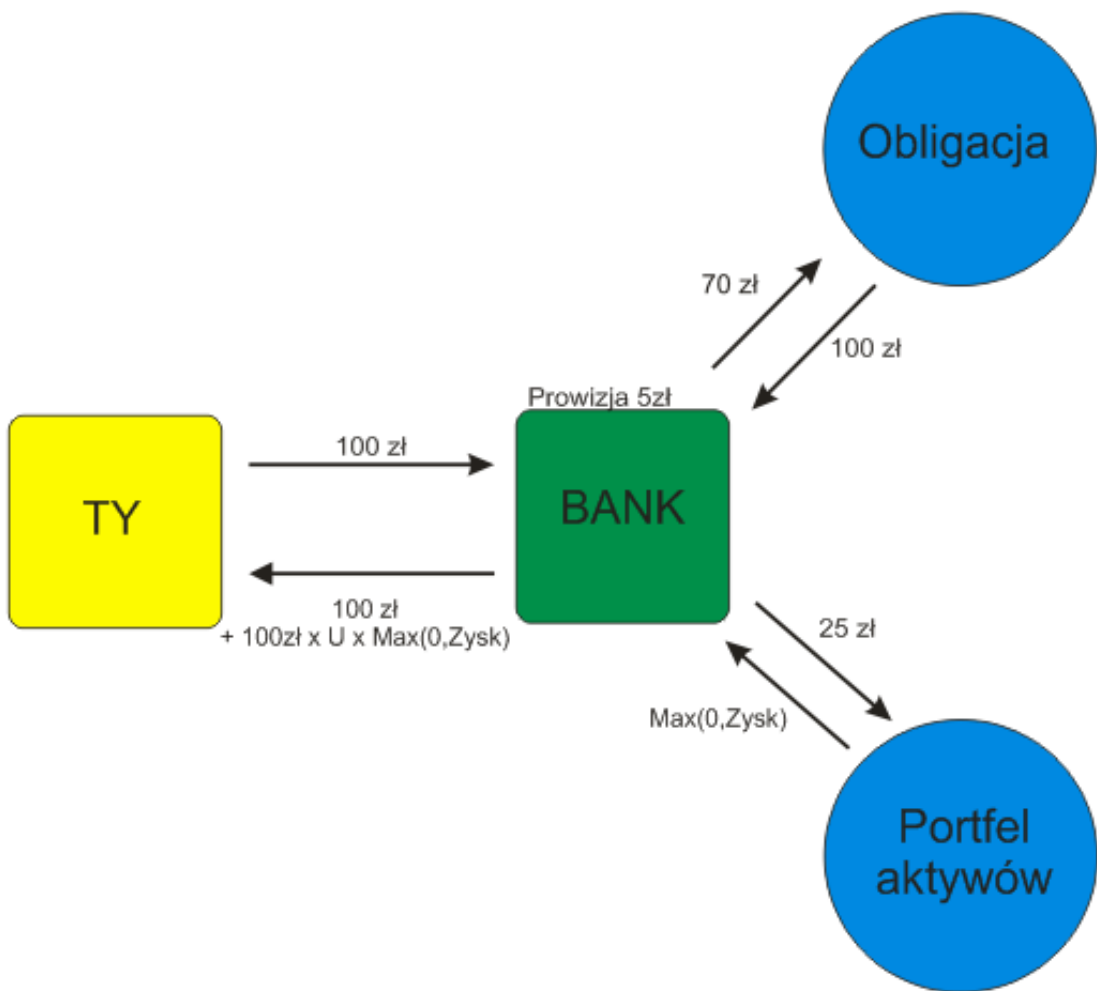 Obligacja
70 zł
100 zł
Prowizja 5zł
100 zł
TY
BANK
100 zł
+ 100zł x U x Max(0,Zysk)
25 zł
Max(0,Zysk)
Portfel
aktywów